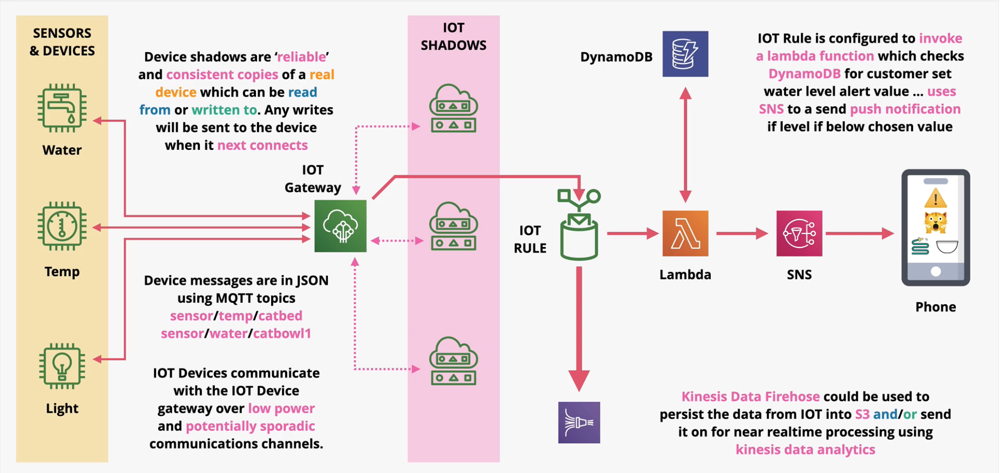 SENSORS
& DEVICES
Water
Temp
Light
Device shadows are ‘reliable’
and consistent copies of a real
device which can be read
from or written to. Any writes
will be sent to the device
when it next connects
IOT
Gateway
Device messages are in JSON
using MQTT topics
sensor/temp/catbed
sensor/water/catbowl1
IOT Devices communicate
with the IOT Device
gateway over low power
and potentially sporadic
communications channels.
IOT
SHADOWS
IOT
RULE
DynamoDB
Lambda
SNS
Phone
IOT Rule is configured to invoke
a lambda function which checks
DynamoDB for customer set
water level alert value ... uses
SNS to a send push notification
if level if below chosen value
Kinesis Data Firehose could be used to
persist the data from IOT into S3 and/or send
it on for near realtime processing using
kinesis data analytics